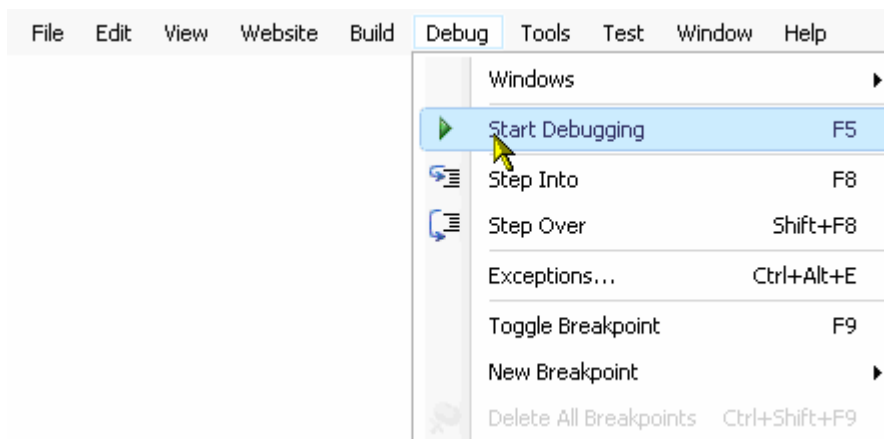 File Edit View Website Build Debug Tools Test Window Help
Windows
Start Debugging F5
Step Into F8
Step Over Shift+F8
Exceptions... Ctrl+Alt+E
Toggle Breakpoint F9
New Breakpoint
Delete All Breakpoints Ctrl+Shift+F9